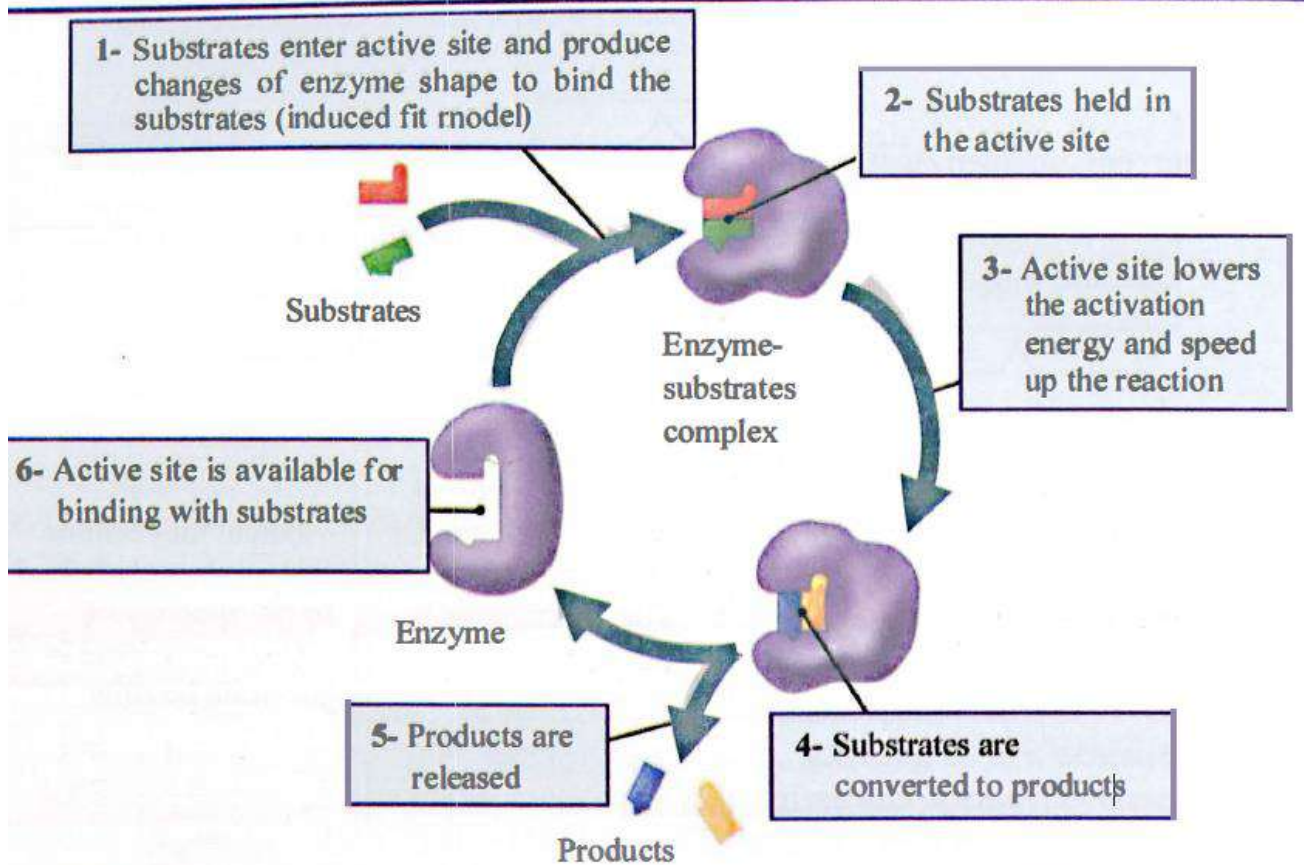 1- Substrates enter active site and produce
changes of enzyme shape to bind the
substrates (induced fit model)
2- Substrates held in
the active site
Substrates
3- Active site lowers
the activation
energy and speed
up the reaction
Enzyme-
substrates
complex
6- Active site is available for
binding with substrates
Enzyme
5- Products are
released
4- Substrates are
converted to products
Products